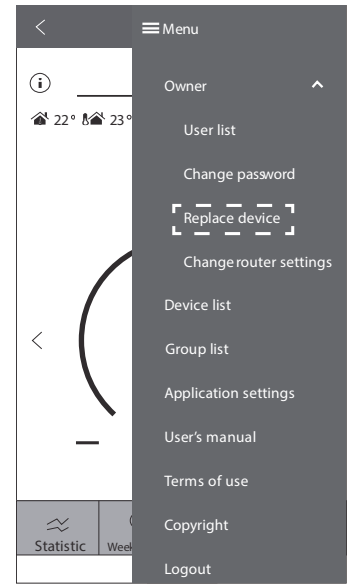 Menu
Owner
22° 23°
User list
Change password
Replace device
Change router settings
Device list
Group list
Application settings
User's manual
Terms of use
Copyright
Statistic Week
Logout